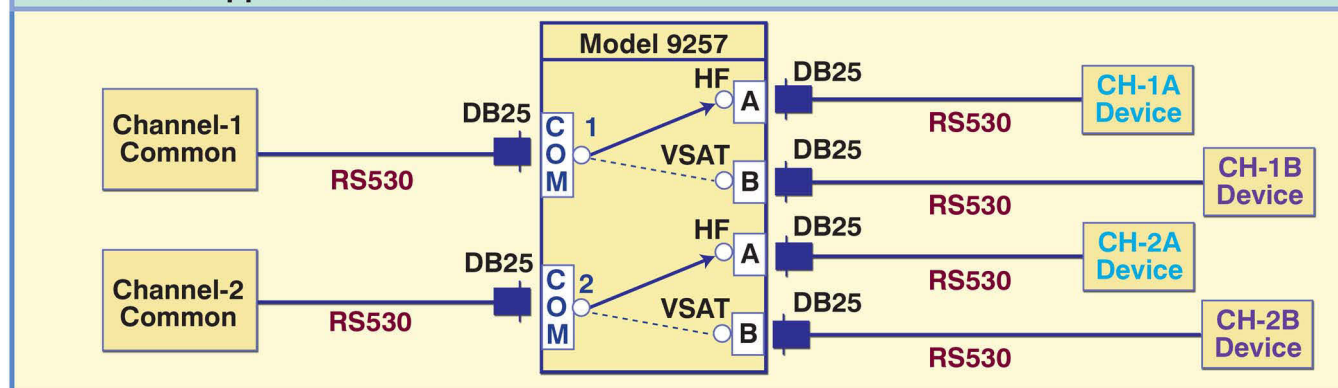 Model 9257
HF
DB25
A
CH-1A
Device
RS530
Channel-1
Common
DB25
RS530
COM
1
VSAT
B
DB25
RS530
CH-1B
Device
HF
A
DB25
RS530
CH-2A
Device
Channel-2
Common
DB25
RS530
COM
2
VSAT
B
DB25
RS530
CH-2B
Device